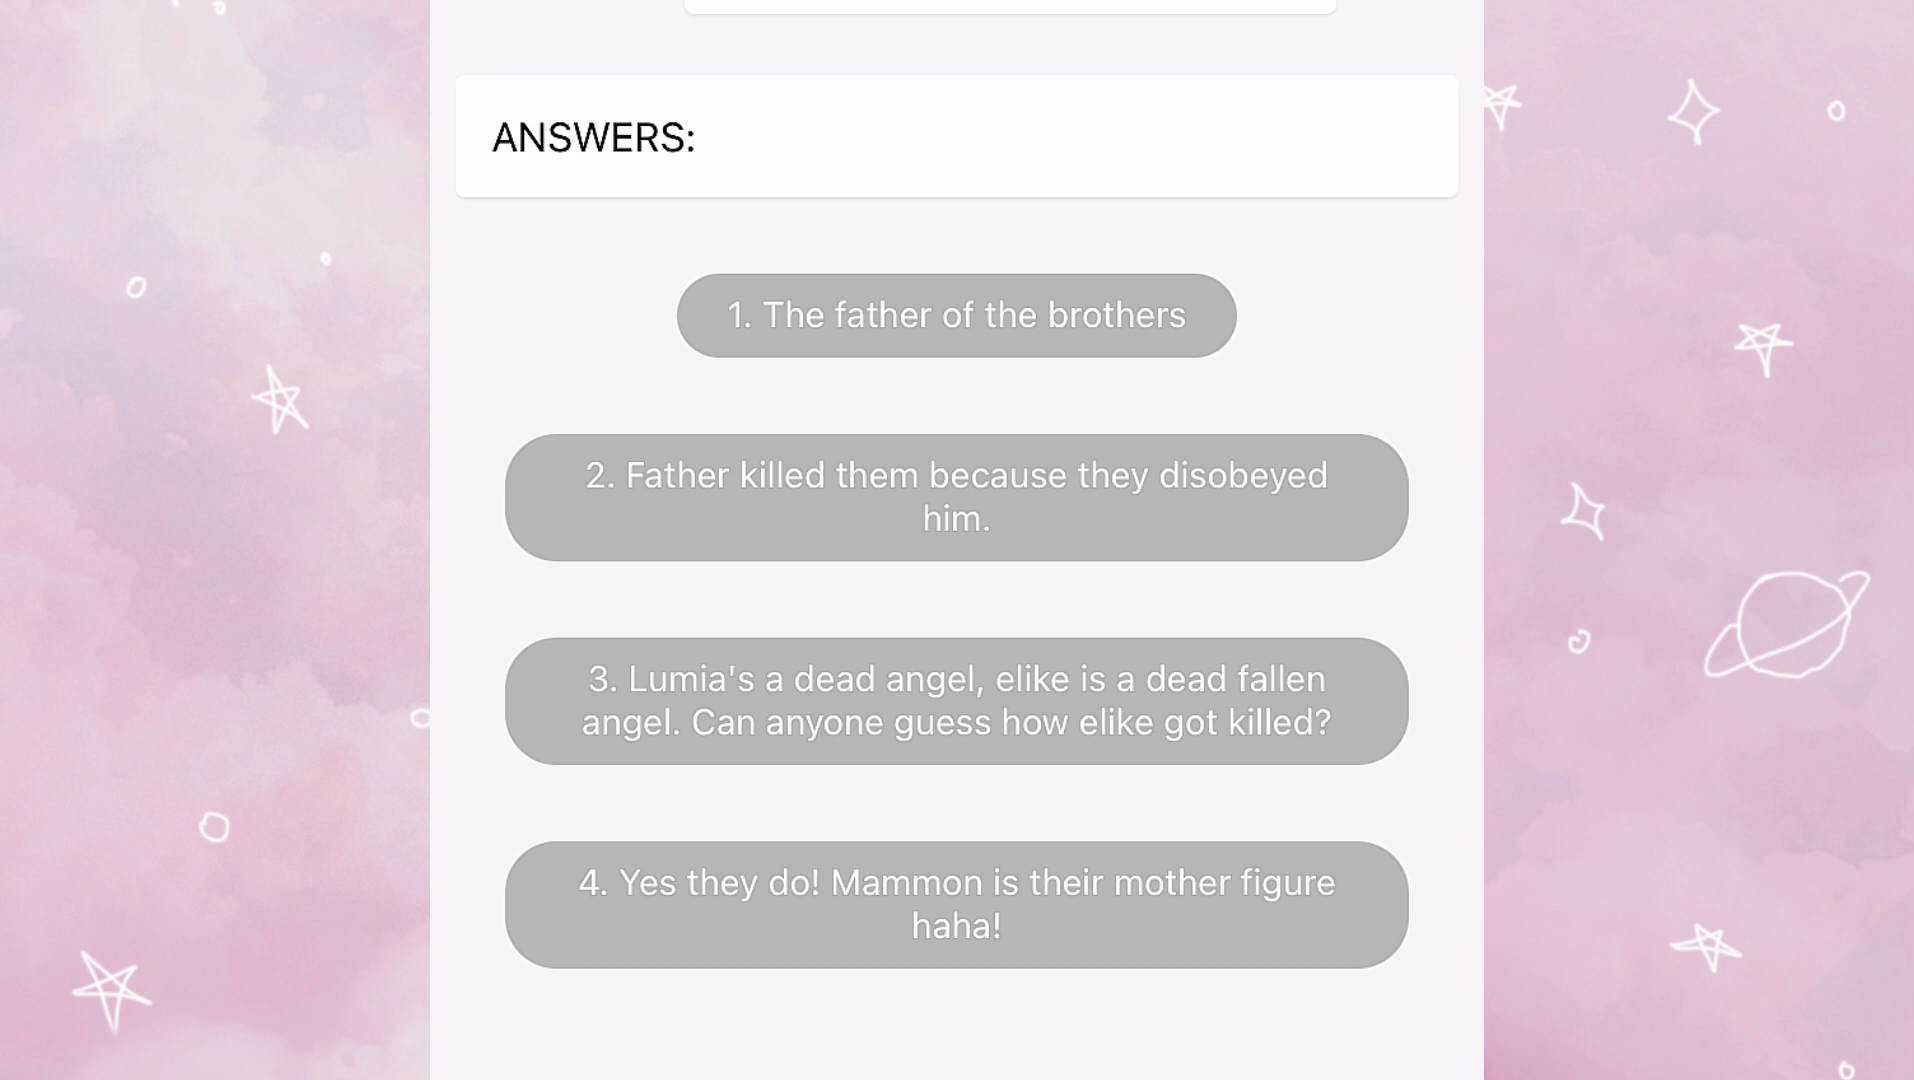 ANSWERS:
1. The father of the brothers
2. Father killed them because they disobeyed
him.
3. Lumia's a dead angel, elike is a dead fallen
angel. Can anyone guess how elike got killed?
4. Yes they do! Mammon is their mother figure
haha!